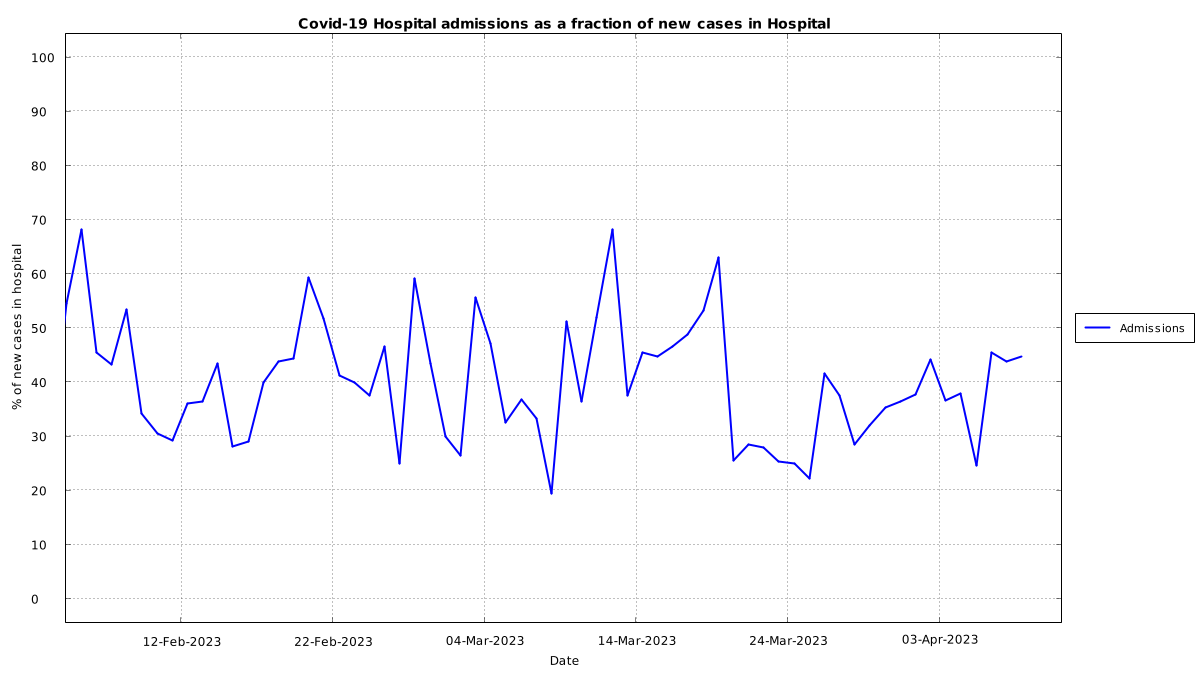 Covid-19 Hospital admissions as a fraction of new cases in Hospital
100
90
80
70
60
50
40
30
20
10
0
% of new cases in hospital
12-Feb-2023
22-Feb-2023
04-Mar-2023
14-Mar-2023
24-Mar-2023
03-Apr-2023
Date
Admissions